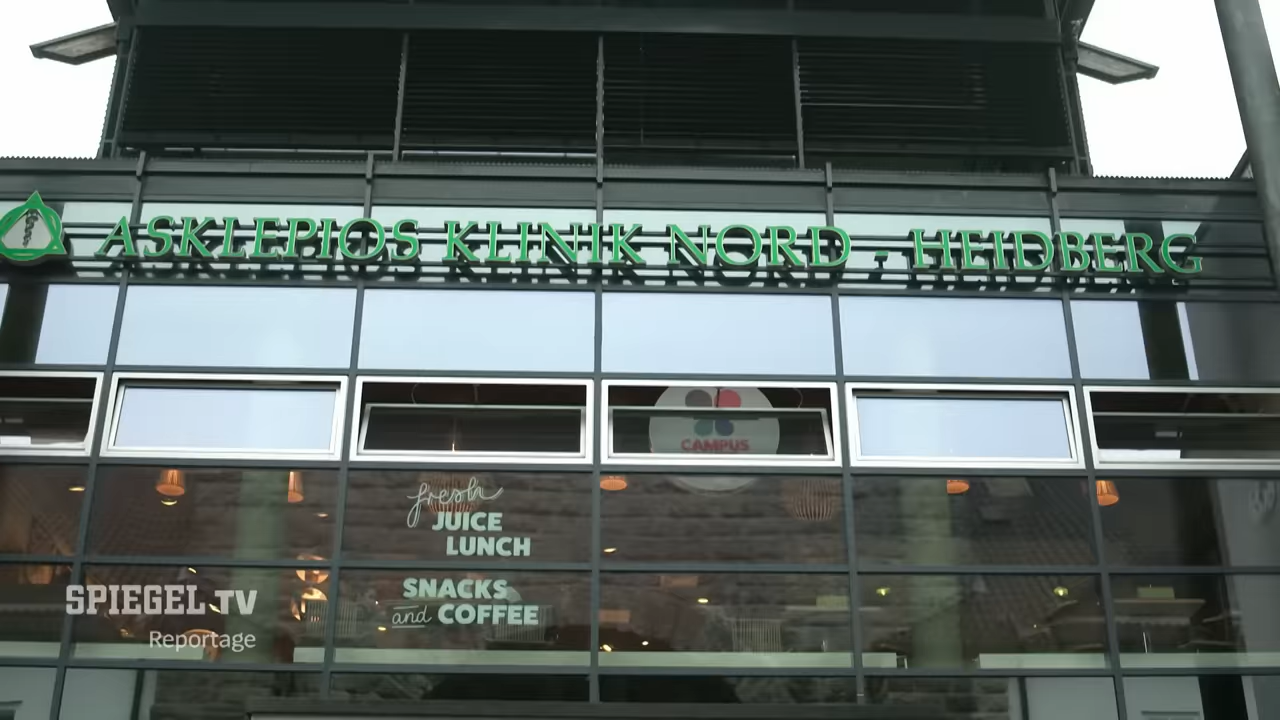 ASKLEPIOS KLINIK NORD - HEIDBERG
CAMPUS
fresh
JUICE
LUNCH
SNACKS
and COFFEE
SPIEGEL TV
Reportage